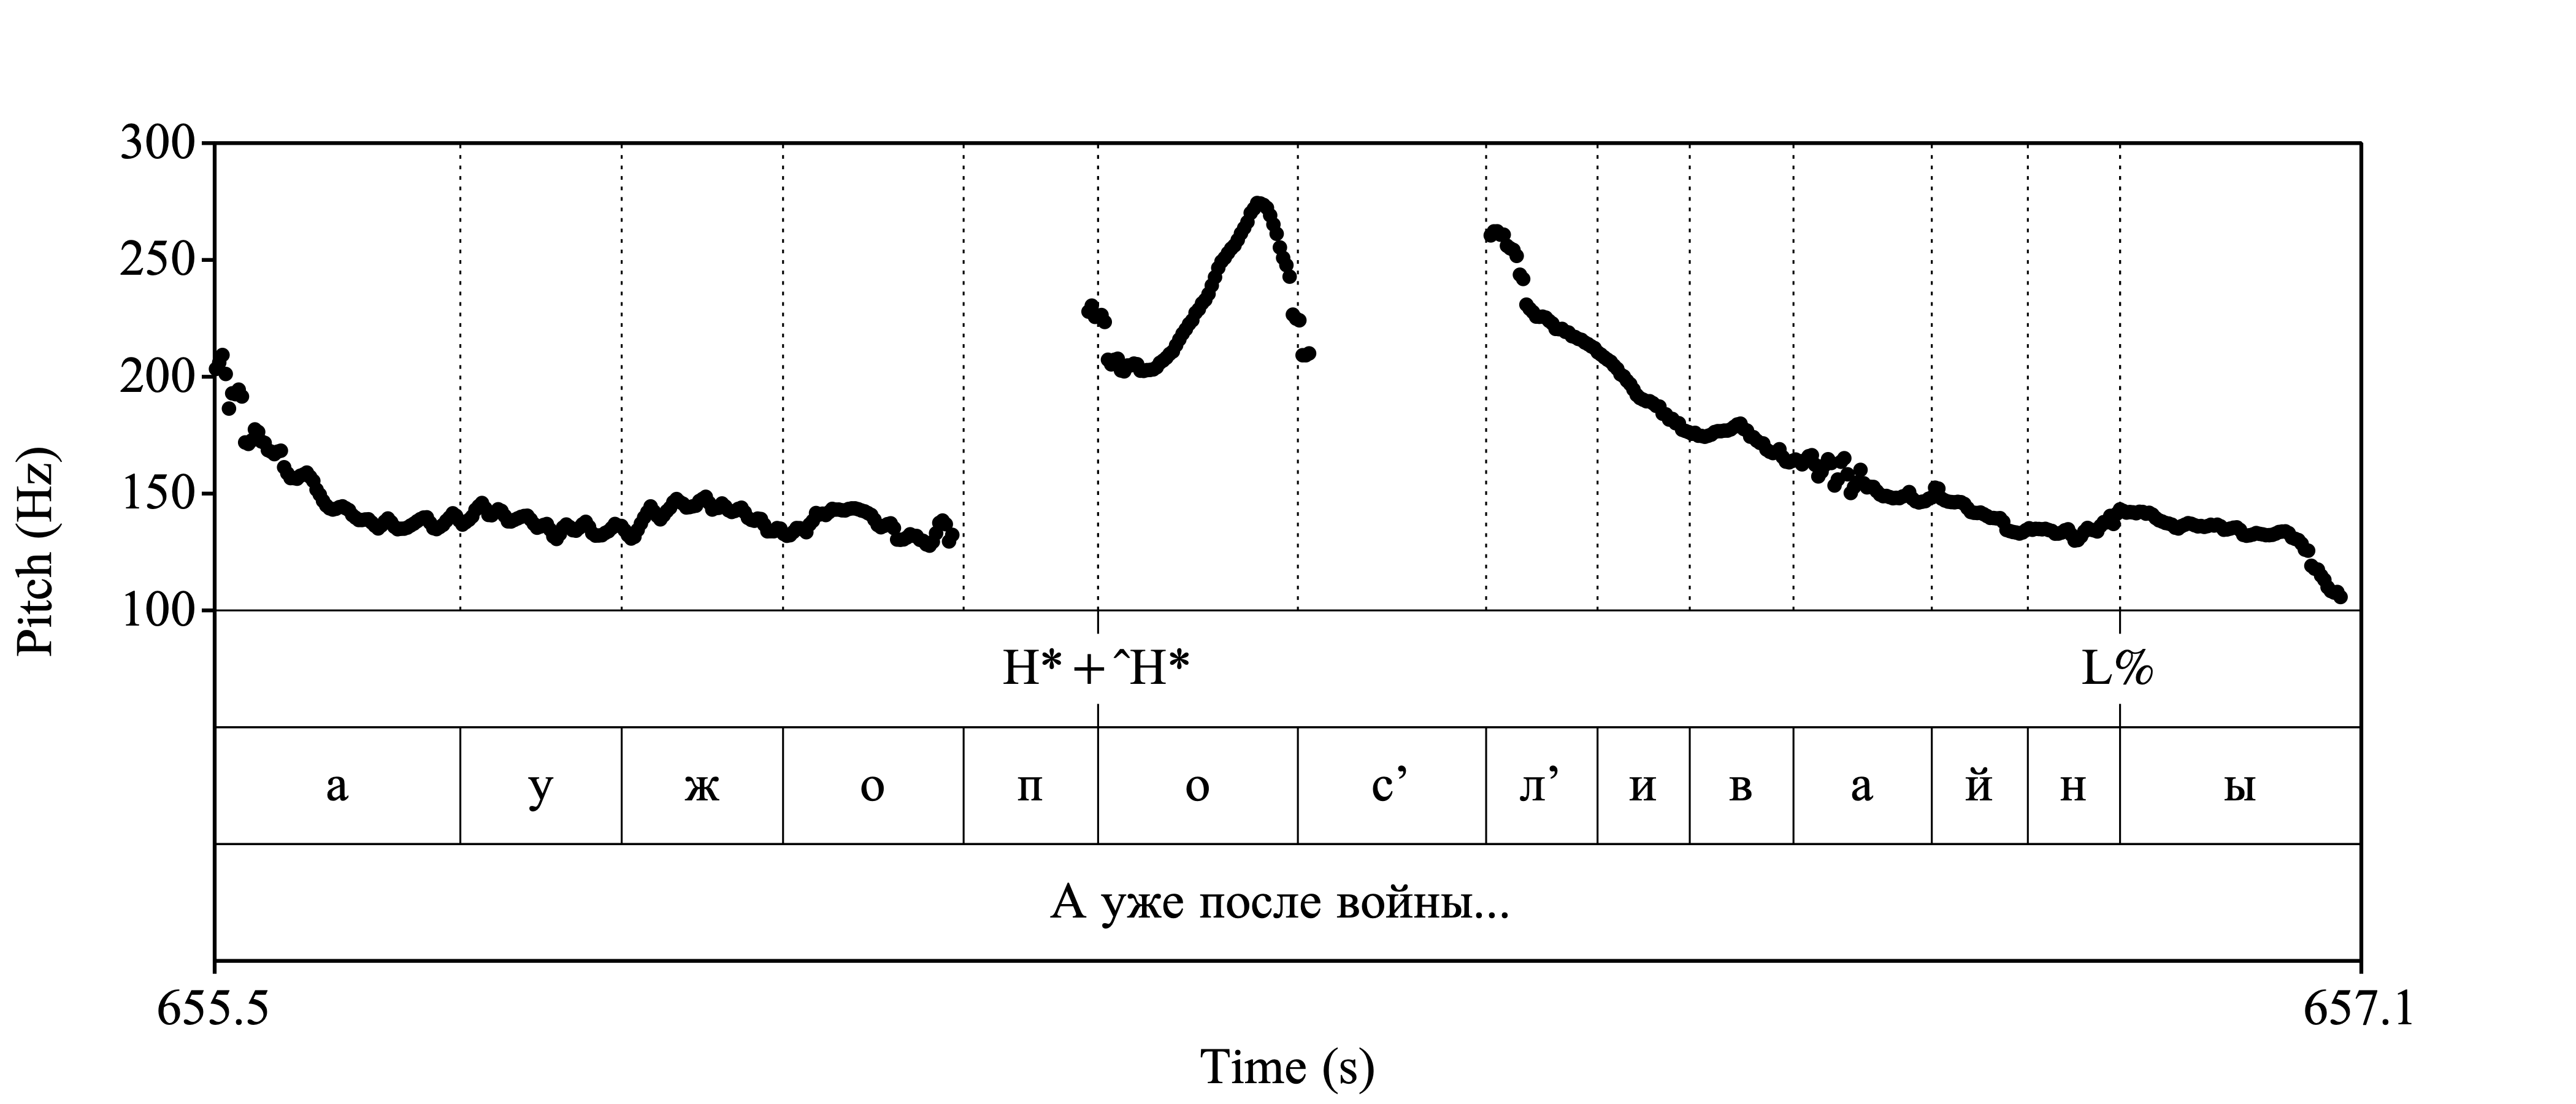 300
250
200
150
100
Pitch (Hz)
H* + ^H* L%
а у ж о п о с’ л’ и в а й н ы
А уже после войны...
655.5 657.1
Time (s)